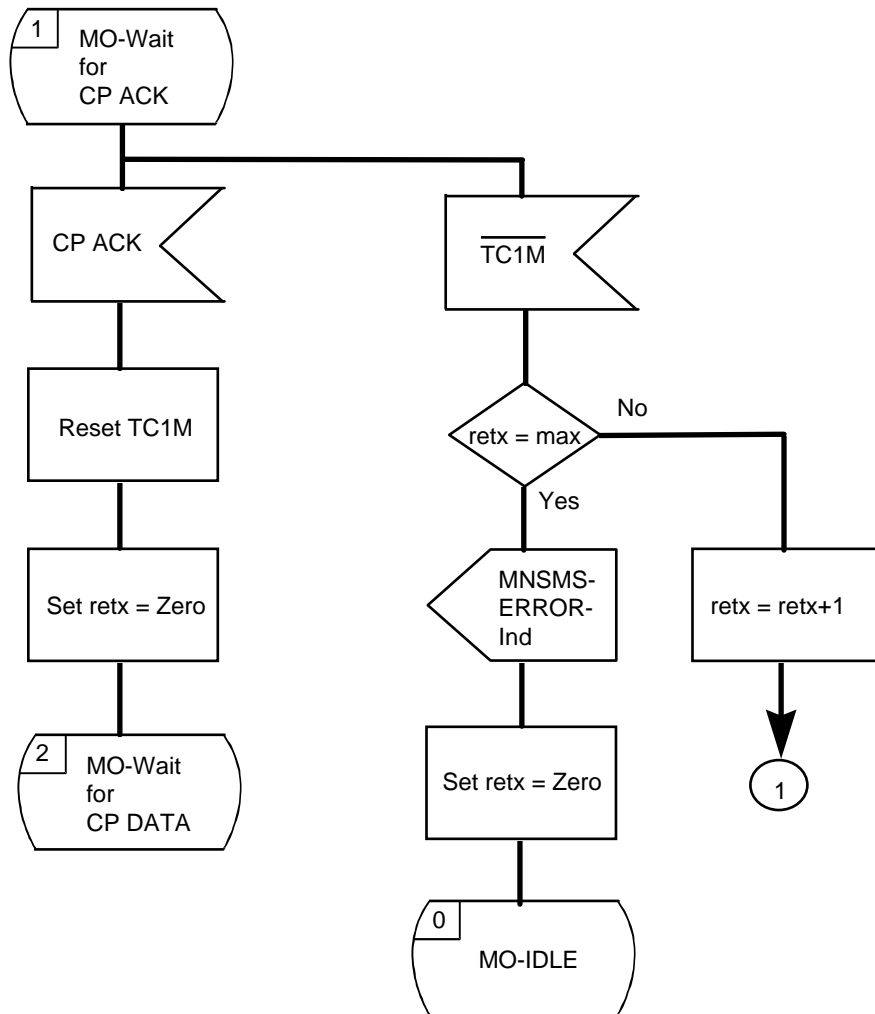 1
MO-Wait
for
CP ACK
CP ACK
TC1M
Reset TC1M
retx = max
No
Yes
Set retx = Zero
MNSMS-
ERROR-
Ind
retx = retx+1
2
MO-Wait
for
CP DATA
Set retx = Zero
1
0
MO-IDLE